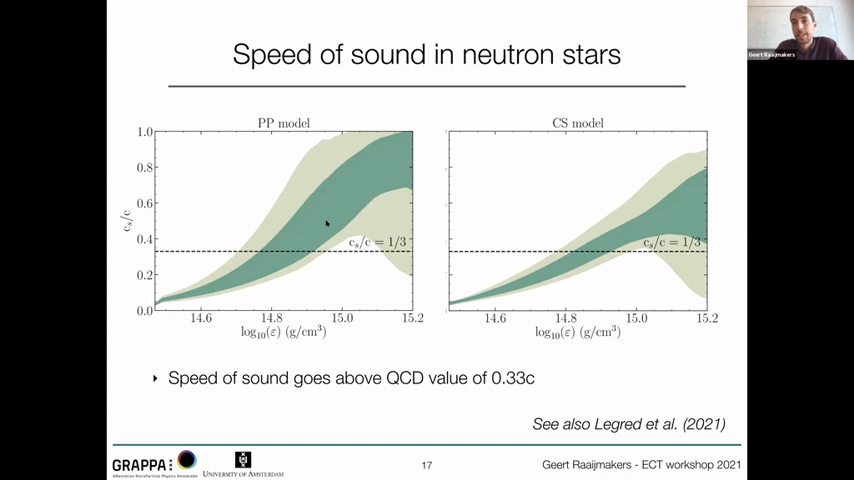 Speed of sound in neutron stars
Geert Raaijmakers
PP model
CS model
1.0
0.8
0.6
0.4
0.2
0.0
c_s/c
c_s/c = 1/3
c_s/c = 1/3
14.6 14.8 15.0 15.2
14.6 14.8 15.0 15.2
log₁₀(ε) (g/cm³)
log₁₀(ε) (g/cm³)
‣ Speed of sound goes above QCD value of 0.33c
See also Legred et al. (2021)
GRAPPA
GRavitation AstroParticle Physics Amsterdam
UNIVERSITY OF AMSTERDAM
17
Geert Raaijmakers - ECT workshop 2021